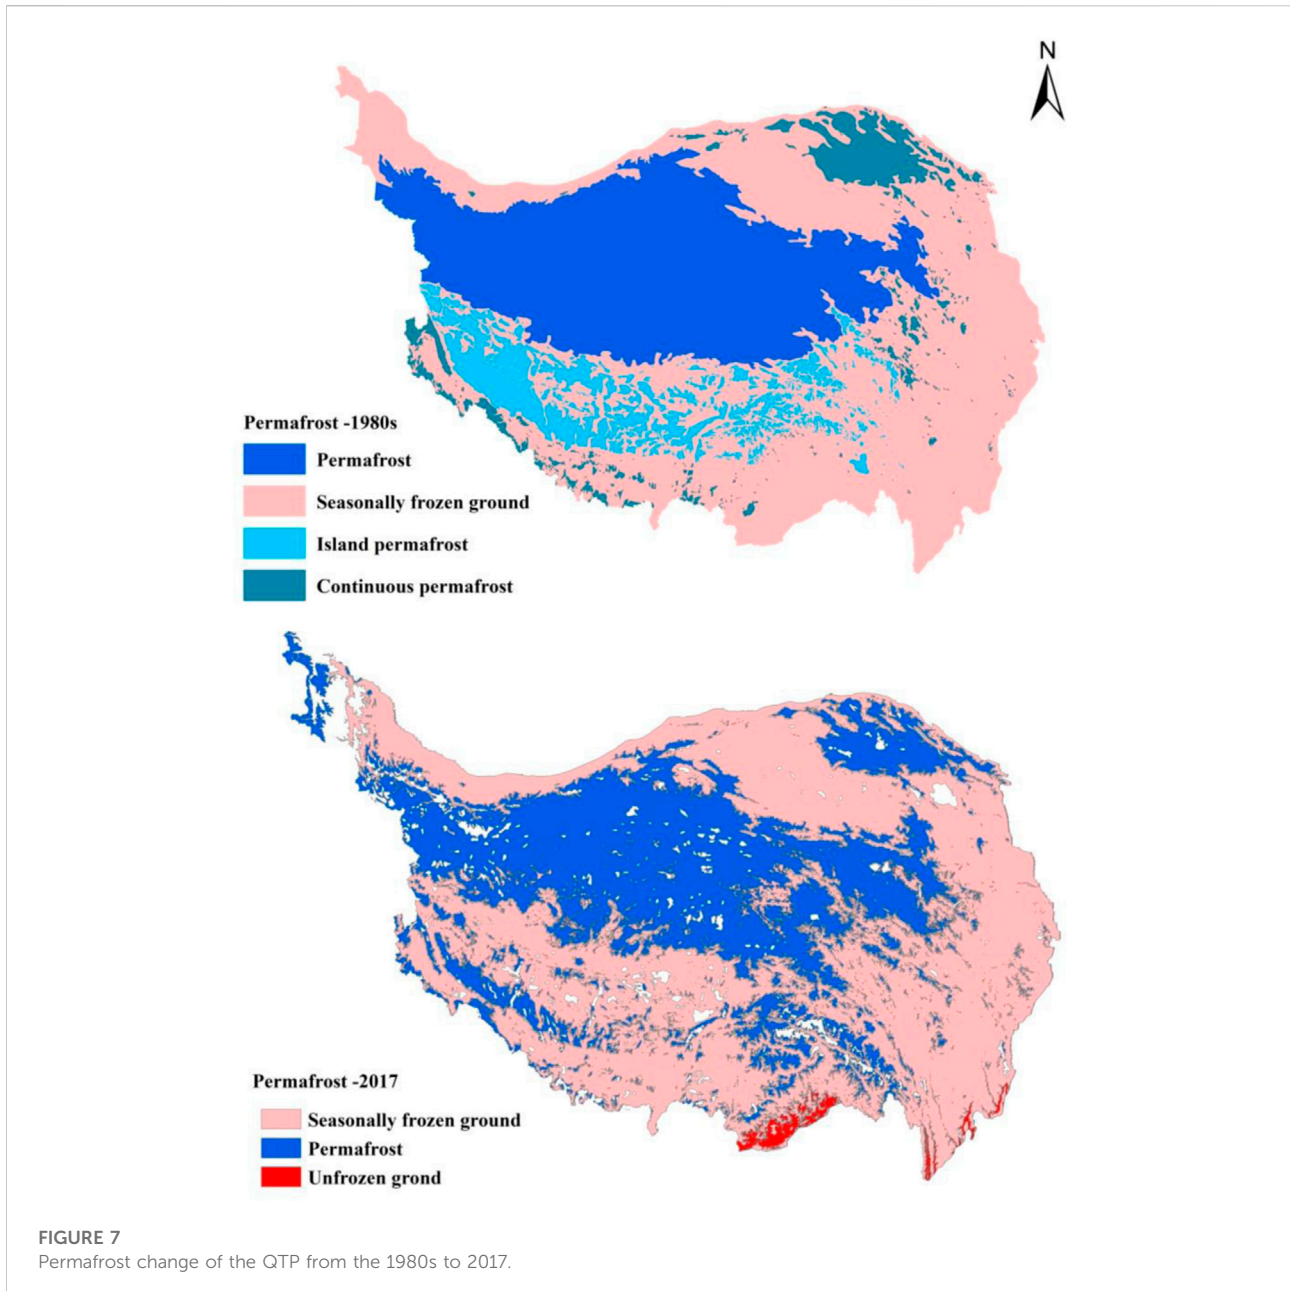 N
Permafrost -1980s
Permafrost
Seasonally frozen ground
Island permafrost
Continuous permafrost
Permafrost -2017
Seasonally frozen ground
Permafrost
Unfrozen grond
FIGURE 7
Permafrost change of the QTP from the 1980s to 2017.